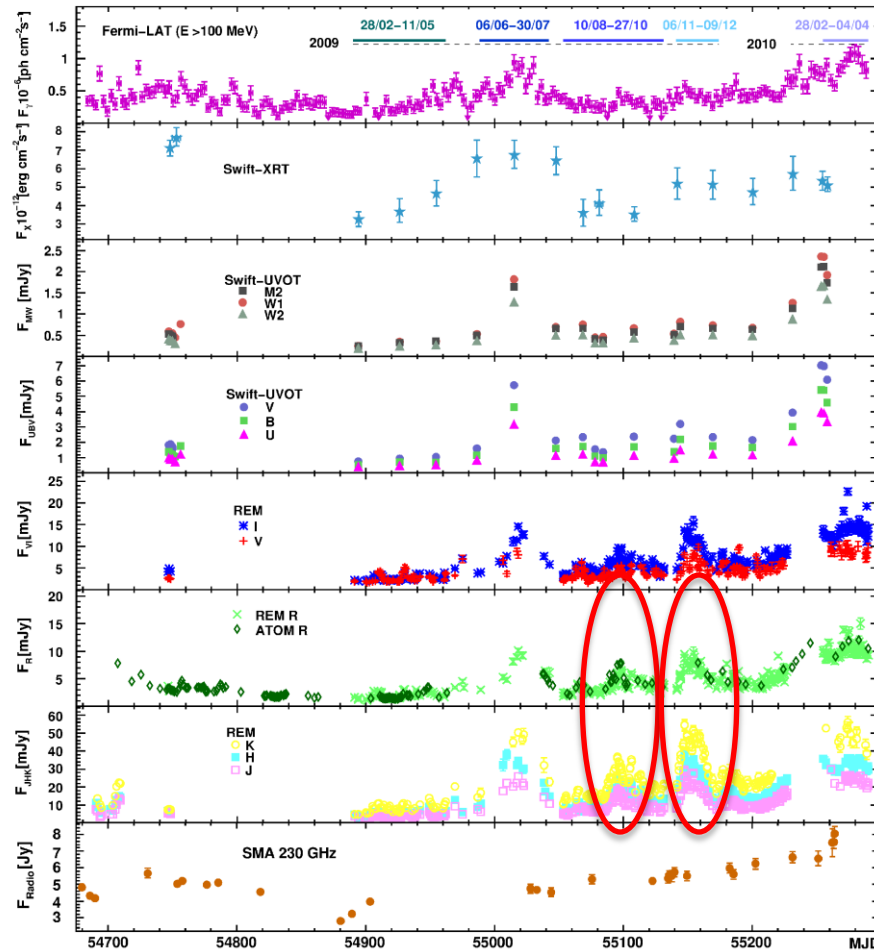 28/02-11/05 06/06-30/07 10/08-27/10 06/11-09/12 28/02-04/04
Fermi-LAT (E >100 MeV)
2009 2010
Fγ10⁻⁶[ph cm⁻²s⁻¹]
1.5
1
0.5
Fx10⁻¹²[erg cm⁻²s⁻¹]
Swift-XRT
8
7
6
5
4
3
F_MW [mJy]
Swift-UVOT
M2
W1
W2
2.5
2
1.5
1
0.5
F_UBV[mJy]
Swift-UVOT
V
B
U
7
6
5
4
3
2
1
F_VI[mJy]
REM
I
V
25
20
15
10
5
F_R[mJy]
REM R
ATOM R
20
15
10
5
F_JHK[mJy]
REM
K
H
J
60
50
40
30
20
10
F_Radio[Jy]
SMA 230 GHz
8
7
6
5
4
3
54700 54800 54900 55000 55100 55200 MJD